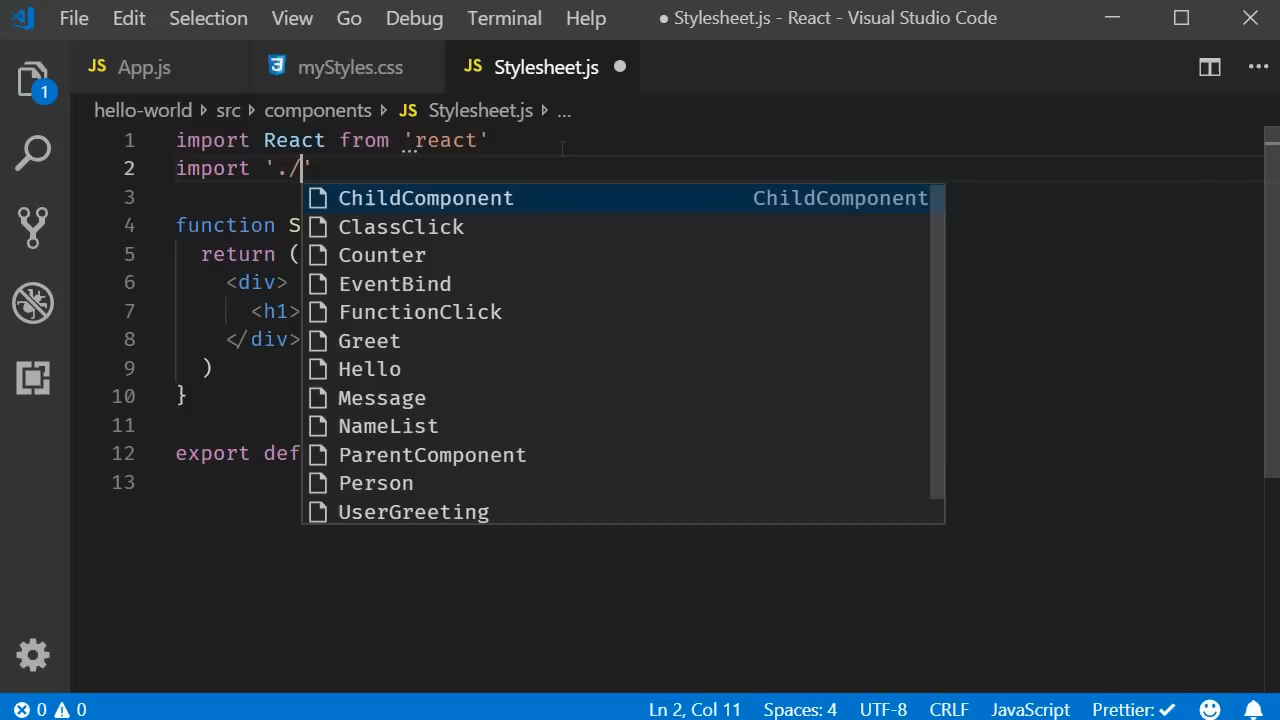 File Edit Selection View Go Debug Terminal Help ● Stylesheet.js - React - Visual Studio Code
JS App.js myStyles.css JS Stylesheet.js ●
hello-world > src > components > JS Stylesheet.js > ...
1 import React from 'react'
2 import './'
3
4 function S
5 return (
6 <div>
7 <h1>
8 </div>
9 )
10 }
11
12 export def
13
ChildComponent ChildComponent
ClassClick
Counter
EventBind
FunctionClick
Greet
Hello
Message
NameList
ParentComponent
Person
UserGreeting
1
0 0 Ln 2, Col 11 Spaces: 4 UTF-8 CRLF JavaScript Prettier: ✓